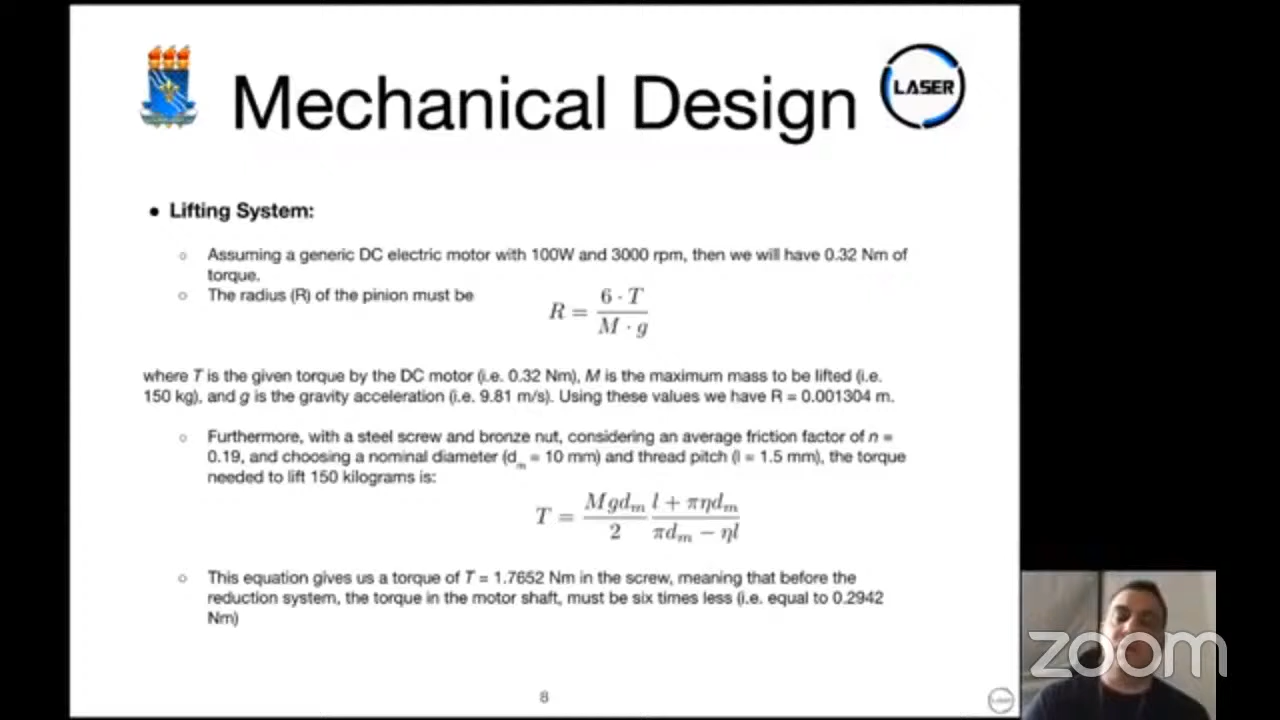 Mechanical Design
LASER
• Lifting System:
○ Assuming a generic DC electric motor with 100W and 3000 rpm, then we will have 0.32 Nm of
torque.
○ The radius (R) of the pinion must be
R = 6 · T / M · g
where T is the given torque by the DC motor (i.e. 0.32 Nm), M is the maximum mass to be lifted (i.e.
150 kg), and g is the gravity acceleration (i.e. 9.81 m/s). Using these values we have R = 0.001304 m.
○ Furthermore, with a steel screw and bronze nut, considering an average friction factor of n =
0.19, and choosing a nominal diameter (dm = 10 mm) and thread pitch (l = 1.5 mm), the torque
needed to lift 150 kilograms is:
T = Mgdm / 2 l + πηdm / πdm − ηl
○ This equation gives us a torque of T = 1.7652 Nm in the screw, meaning that before the
reduction system, the torque in the motor shaft, must be six times less (i.e. equal to 0.2942
Nm)
8
LASER
zoom